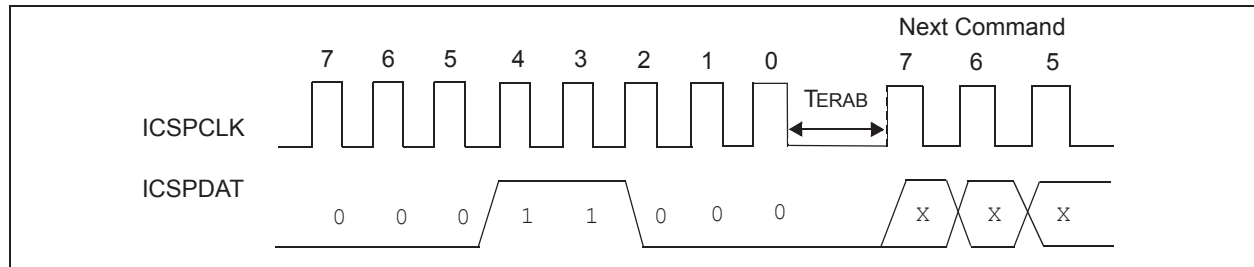 Next Command
7 6 5 4 3 2 1 0 7 6 5
TERAB
ICSPCLK
ICSPDAT
0 0 0 1 1 0 0 0 X X X